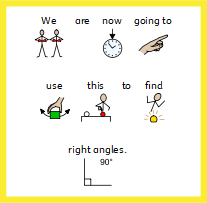 We are now going to
use this to find
right angles.
90°